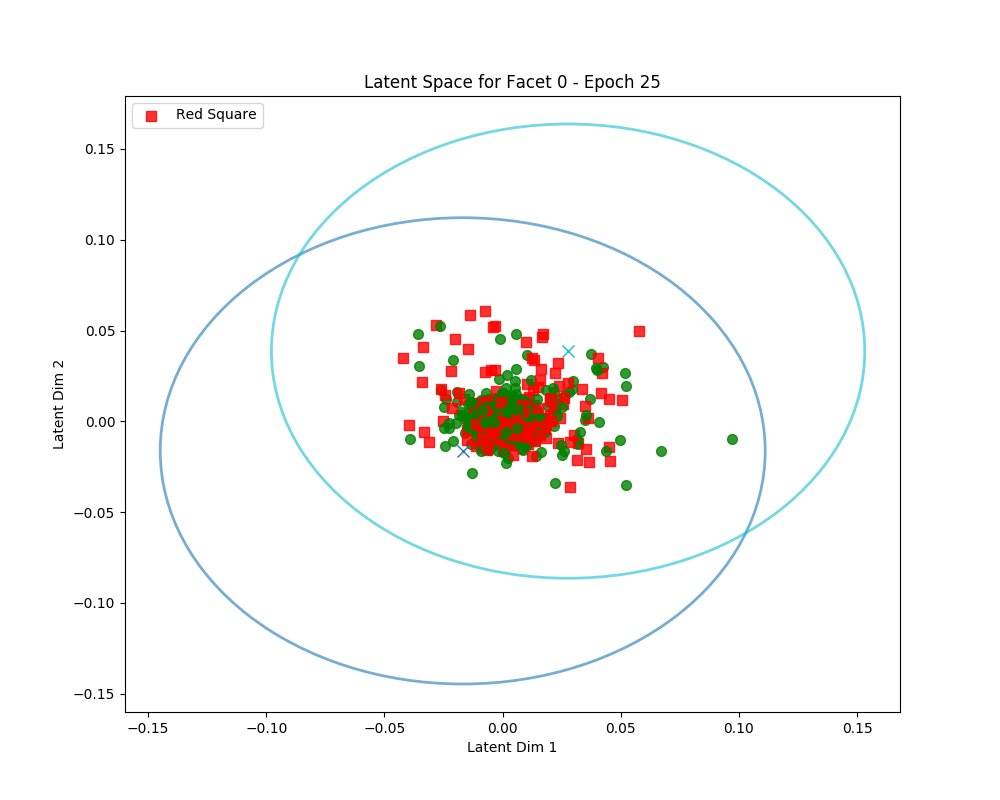 Latent Space for Facet 0 - Epoch 25
Red Square
0.15
0.10
0.05
0.00
−0.05
−0.10
−0.15
Latent Dim 2
−0.15 −0.10 −0.05 0.00 0.05 0.10 0.15
Latent Dim 1